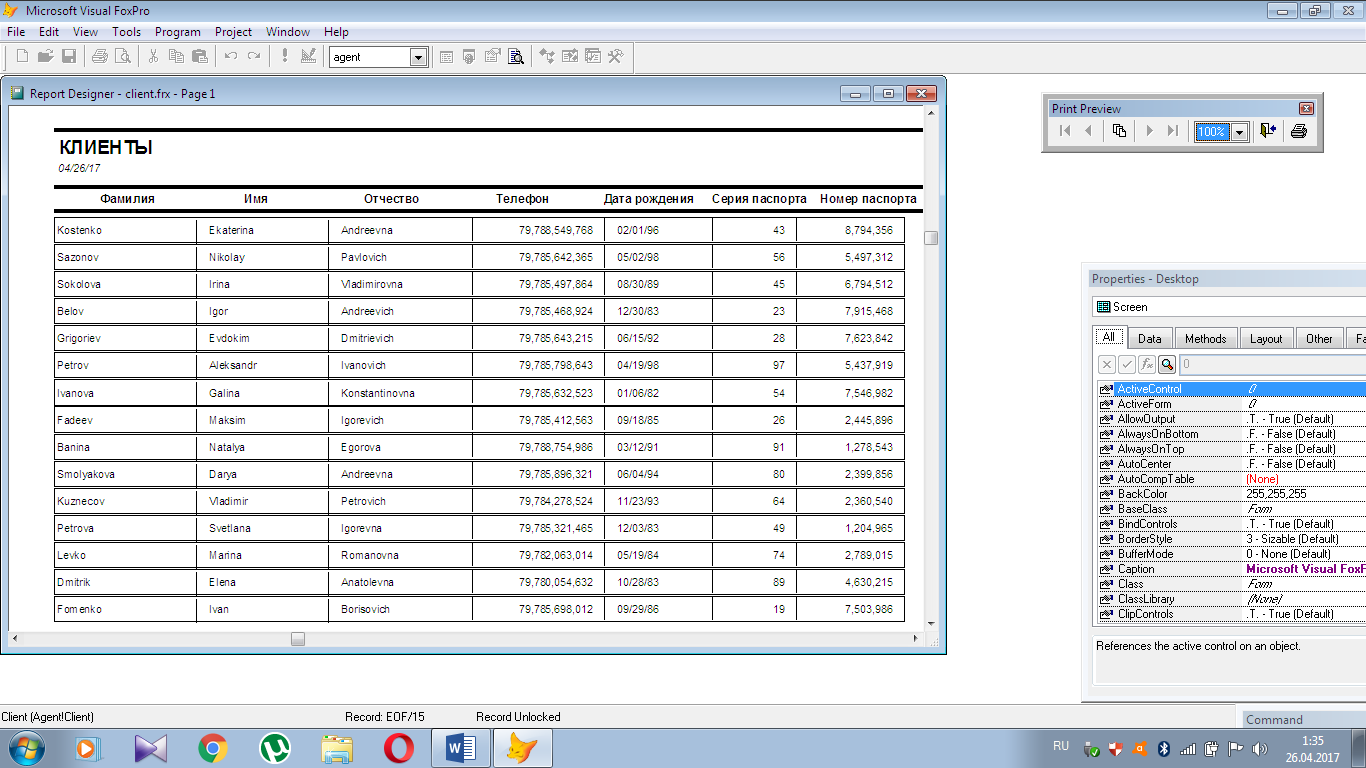 Microsoft Visual FoxPro
File Edit View Tools Program Project Window Help
agent
Report Designer - client.frx - Page 1
КЛИЕНТЫ
04/26/17
Фамилия Имя Отчество Телефон Дата рождения Серия паспорта Номер паспорта
Kostenko Ekaterina Andreevna 79,788,549,768 02/01/96 43 8,794,356
Sazonov Nikolay Pavlovich 79,785,642,365 05/02/98 56 5,497,312
Sokolova Irina Vladimirovna 79,785,497,864 08/30/89 45 6,794,512
Belov Igor Andreevich 79,785,468,924 12/30/83 23 7,915,468
Grigoriev Evdokim Dmitrievich 79,785,643,215 06/15/92 28 7,623,842
Petrov Aleksandr Ivanovich 79,785,798,643 04/19/98 97 5,437,919
Ivanova Galina Konstantinovna 79,785,632,523 01/06/82 54 7,546,982
Fadeev Maksim Igorevich 79,785,412,563 09/18/85 26 2,445,896
Banina Natalya Egorova 79,788,754,986 03/12/91 91 1,278,543
Smolyakova Darya Andreevna 79,785,896,321 06/04/94 80 2,399,856
Kuznecov Vladimir Petrovich 79,784,278,524 11/23/93 64 2,360,540
Petrova Svetlana Igorevna 79,785,321,465 12/03/83 49 1,204,965
Levko Marina Romanovna 79,782,063,014 05/19/84 74 2,789,015
Dmitrik Elena Anatolevna 79,780,054,632 10/28/83 89 4,630,215
Fomenko Ivan Borisovich 79,785,698,012 09/29/86 19 7,503,986
Print Preview
100%
Properties - Desktop
Screen
All Data Methods Layout Other Fa
0
ActiveControl 0
ActiveForm 0
AllowOutput .T. - True (Default)
AlwaysOnBottom .F. - False (Default)
AlwaysOnTop .F. - False (Default)
AutoCenter .F. - False (Default)
AutoCompTable (None)
BackColor 255,255,255
BaseClass Form
BindControls .T. - True (Default)
BorderStyle 3 - Sizable (Default)
BufferMode 0 - None (Default)
Caption Microsoft Visual FoxP
Class Form
ClassLibrary (None)
ClipControls .T. - True (Default)
References the active control on an object.
Client (Agent!Client) Record: EOF/15 Record Unlocked
Command
RU
1:35
26.04.2017